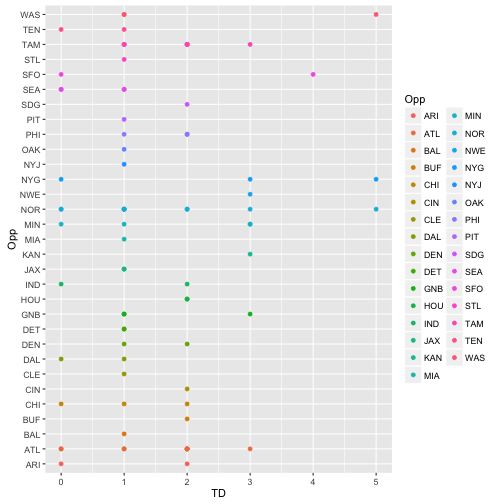 Opp
WAS
TEN
TAM
STL
SFO
SEA
SDG
PIT
PHI
OAK
NYJ
NYG
NWE
NOR
MIN
MIA
KAN
JAX
IND
HOU
GNB
DET
DEN
DAL
CLE
CIN
CHI
BUF
BAL
ATL
ARI
0 1 2 3 4 5
TD
Opp
ARI MIN
ATL NOR
BAL NWE
BUF NYG
CHI NYJ
CIN OAK
CLE PHI
DAL PIT
DEN SDG
DET SEA
GNB SFO
HOU STL
IND TAM
JAX TEN
KAN WAS
MIA